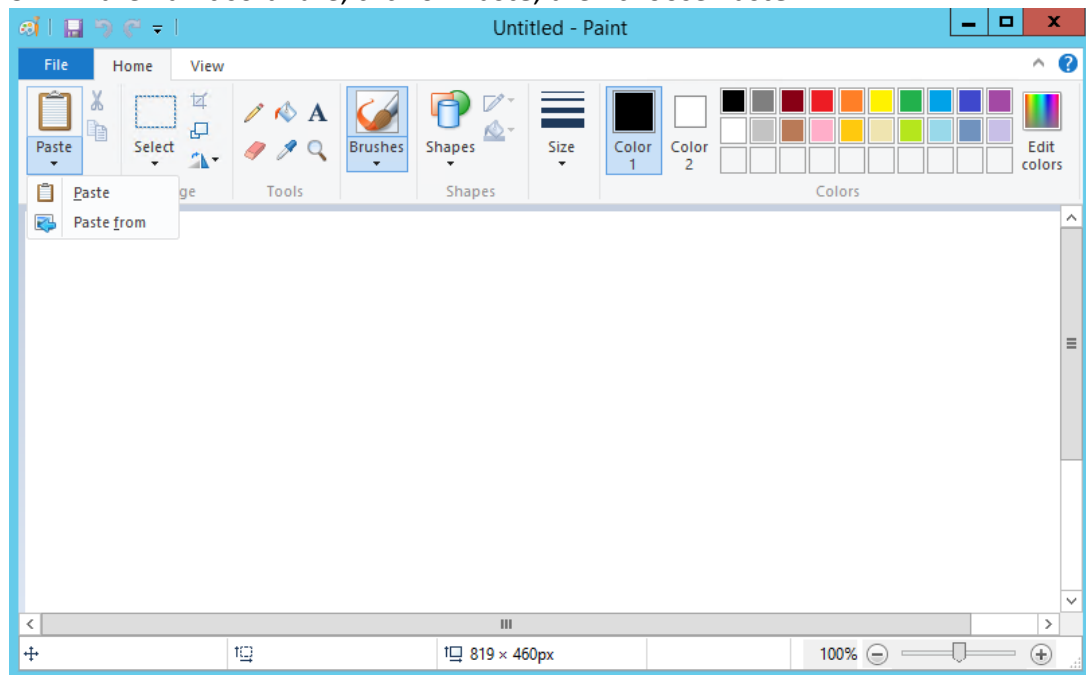 Untitled - Paint
File Home View
Paste Select Brushes Shapes Size Color 1 Color 2 Edit colors
Tools Shapes Colors
Paste
Paste from
100%
819 × 460px